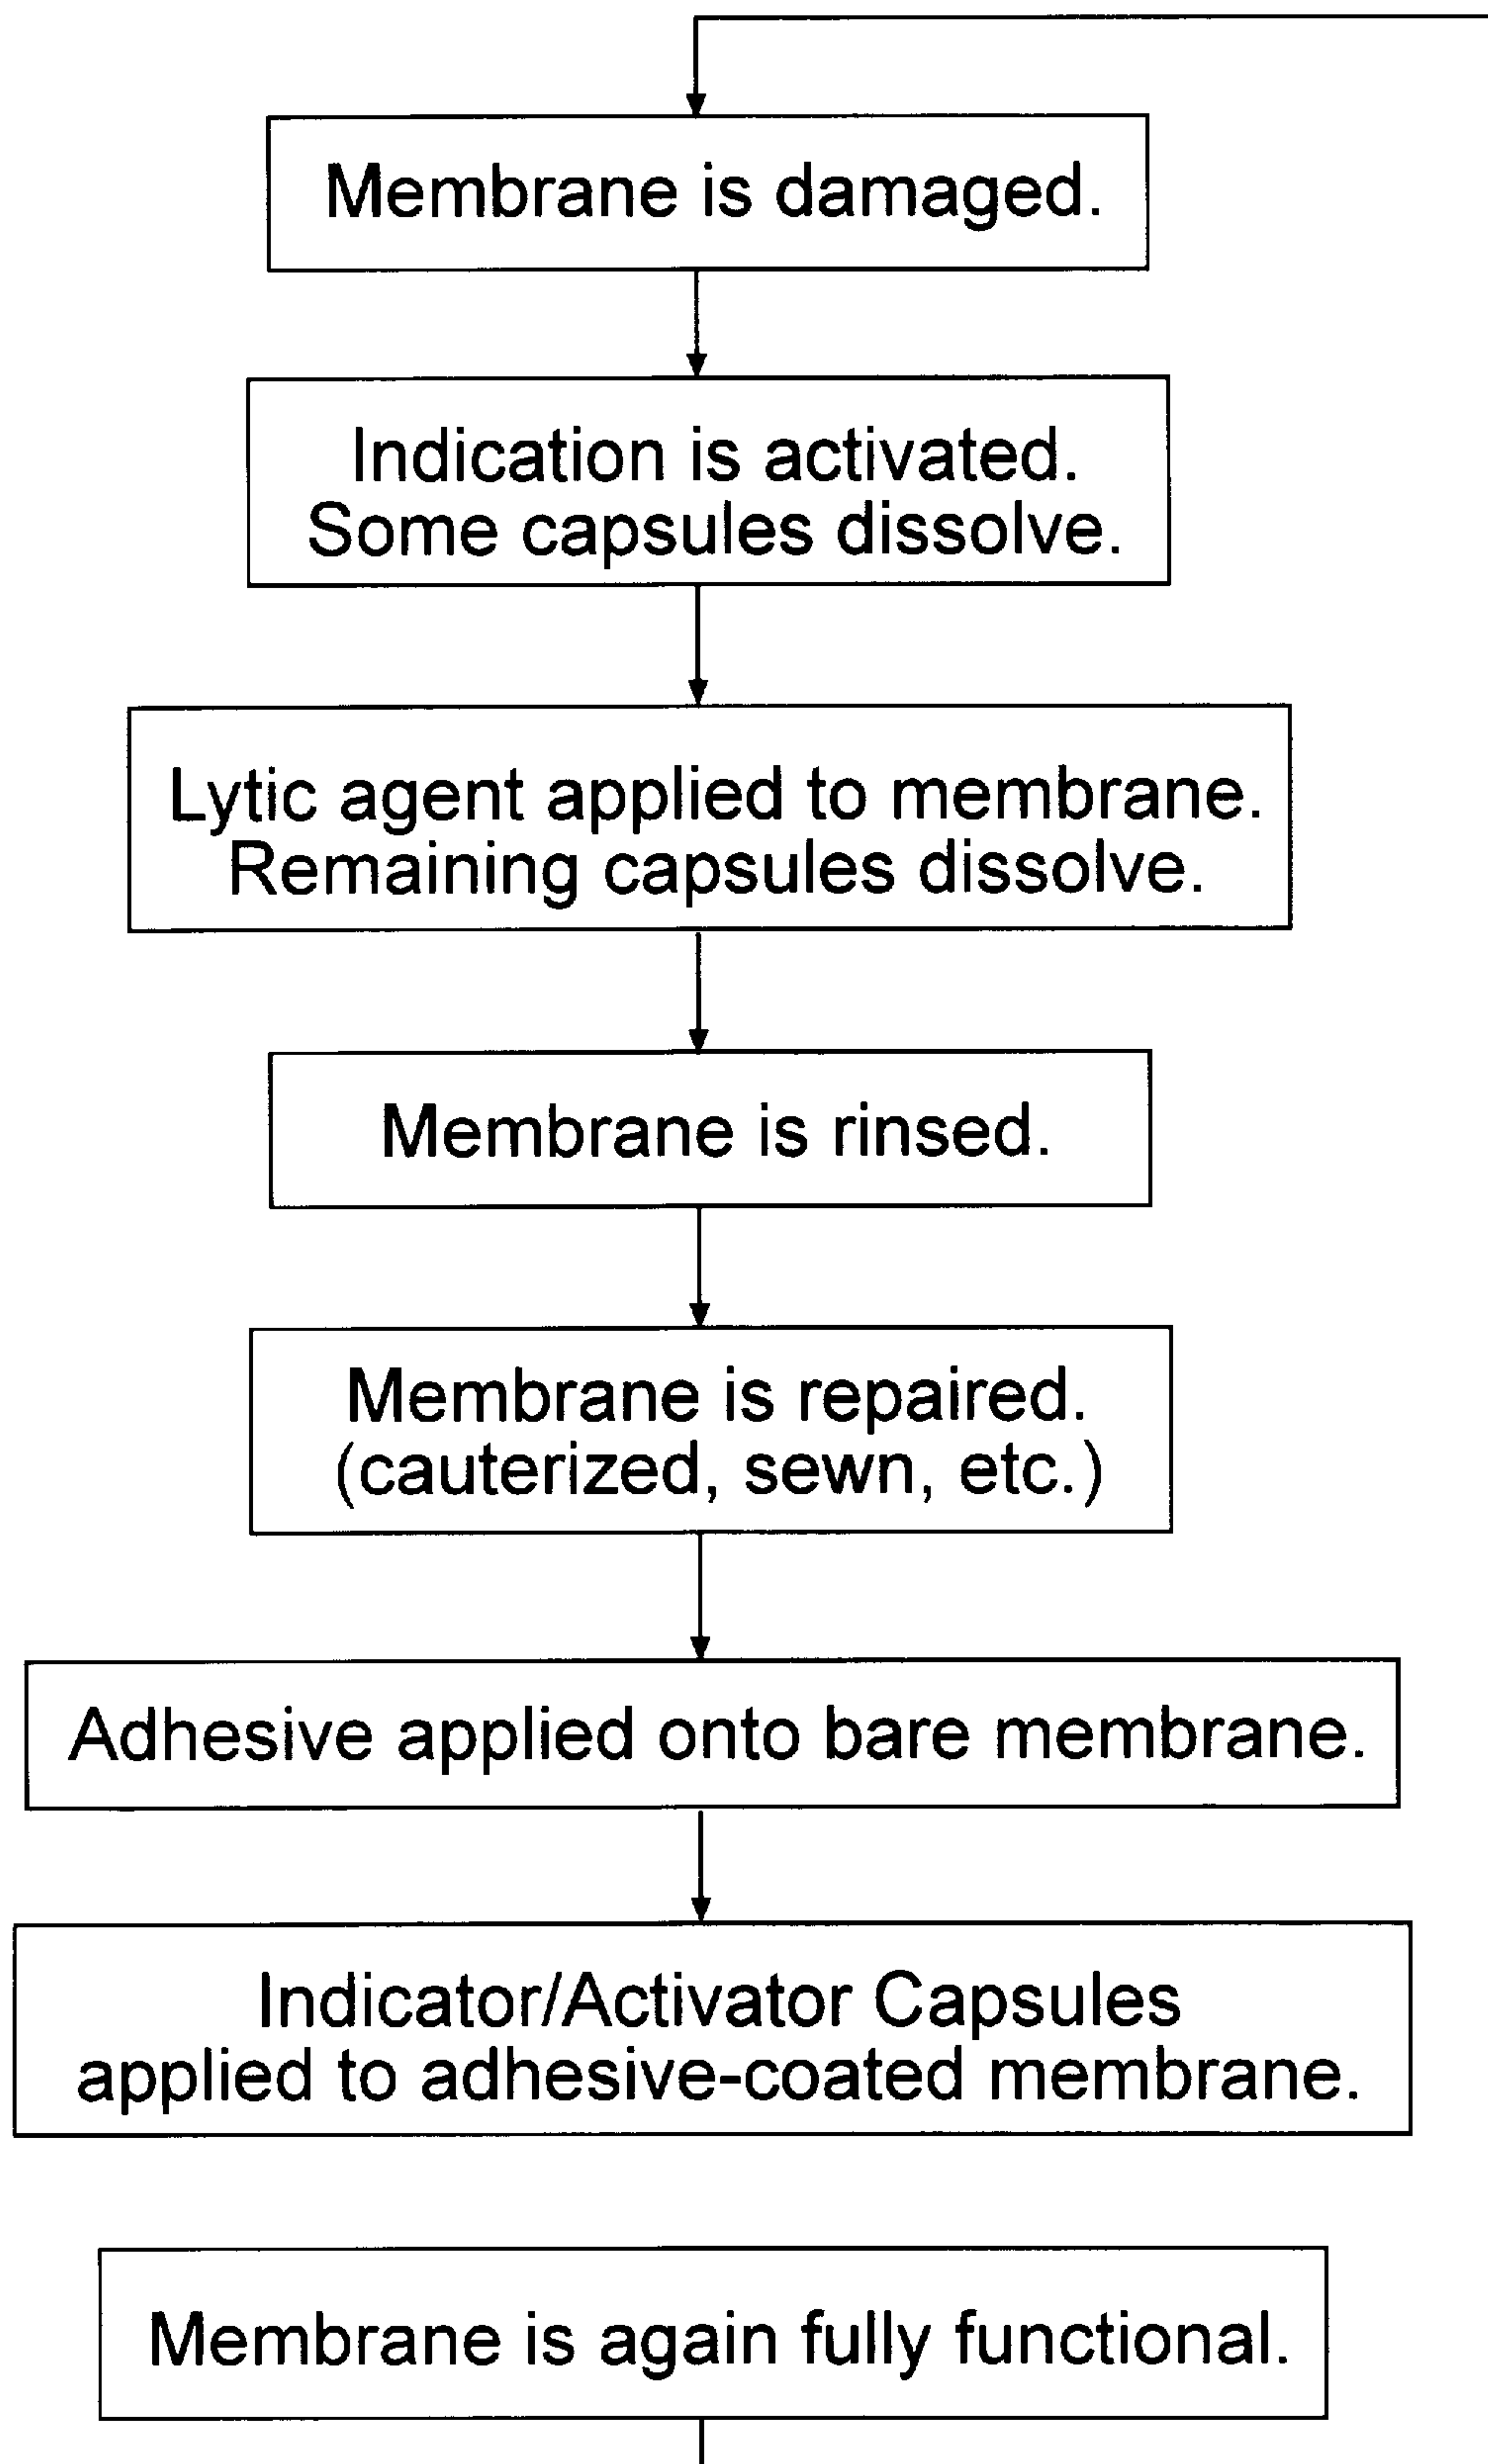 Membrane is damaged.
Indication is activated.
Some capsules dissolve.
Lytic agent applied to membrane.
Remaining capsules dissolve.
Membrane is rinsed.
Membrane is repaired.
(cauterized, sewn, etc.)
Adhesive applied onto bare membrane.
Indicator/Activator Capsules
applied to adhesive-coated membrane.
Membrane is again fully functional.